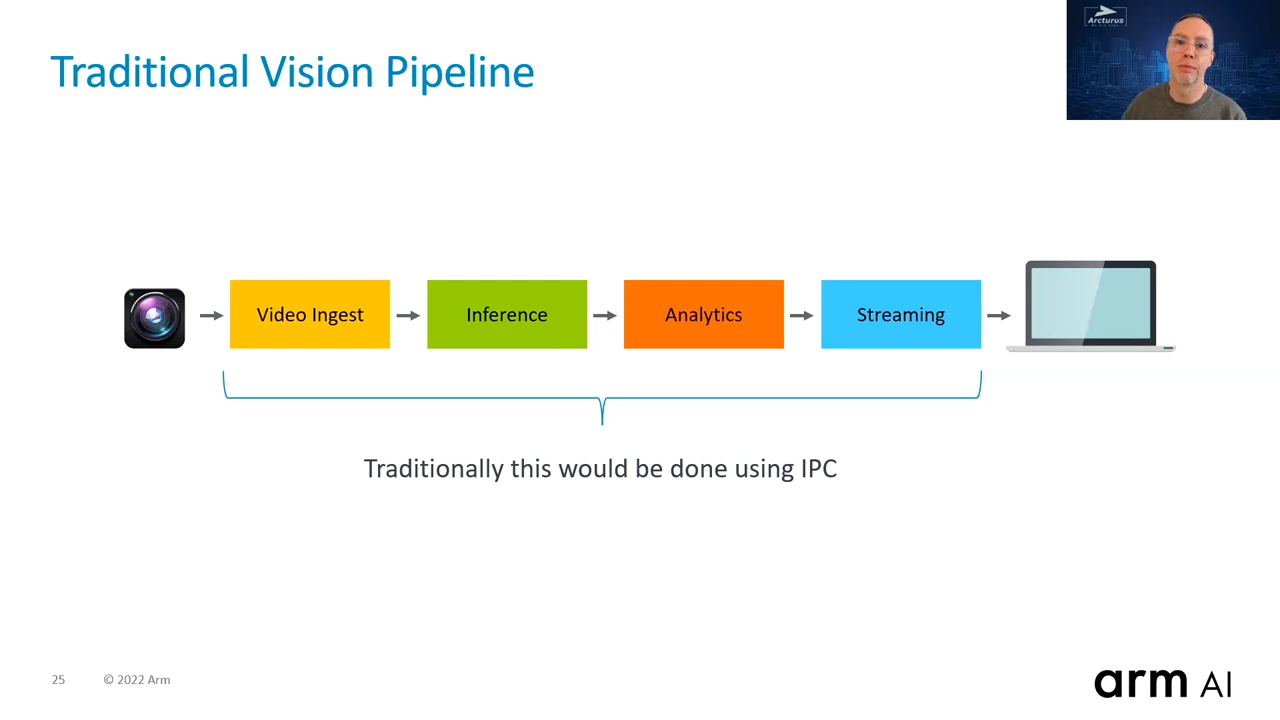 Arcturus
Traditional Vision Pipeline
Video Ingest
Inference
Analytics
Streaming
Traditionally this would be done using IPC
25
© 2022 Arm
arm AI